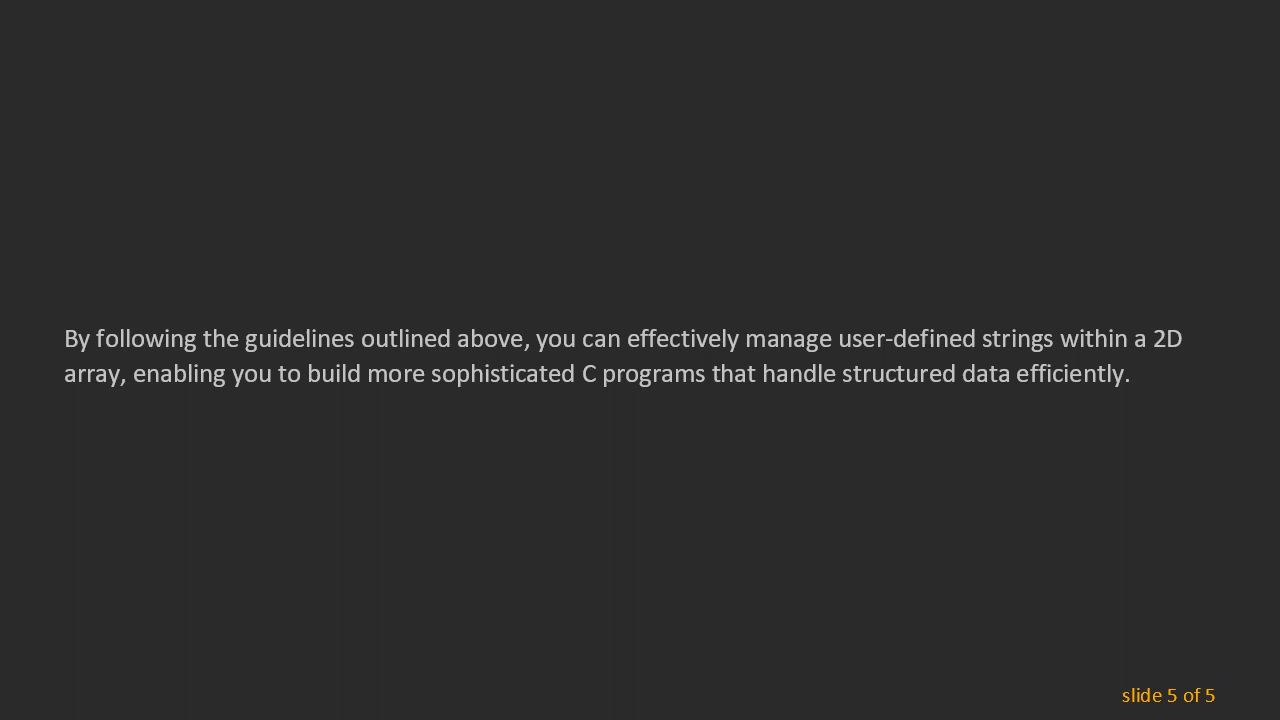 By following the guidelines outlined above, you can effectively manage user-defined strings within a 2D
array, enabling you to build more sophisticated C programs that handle structured data efficiently.
slide 5 of 5